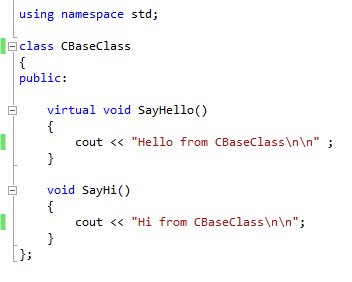 using namespace std;
class CBaseClass
{
public:
virtual void SayHello()
{
cout << "Hello from CBaseClass\n\n" ;
}
void SayHi()
{
cout << "Hi from CBaseClass\n\n";
}
};